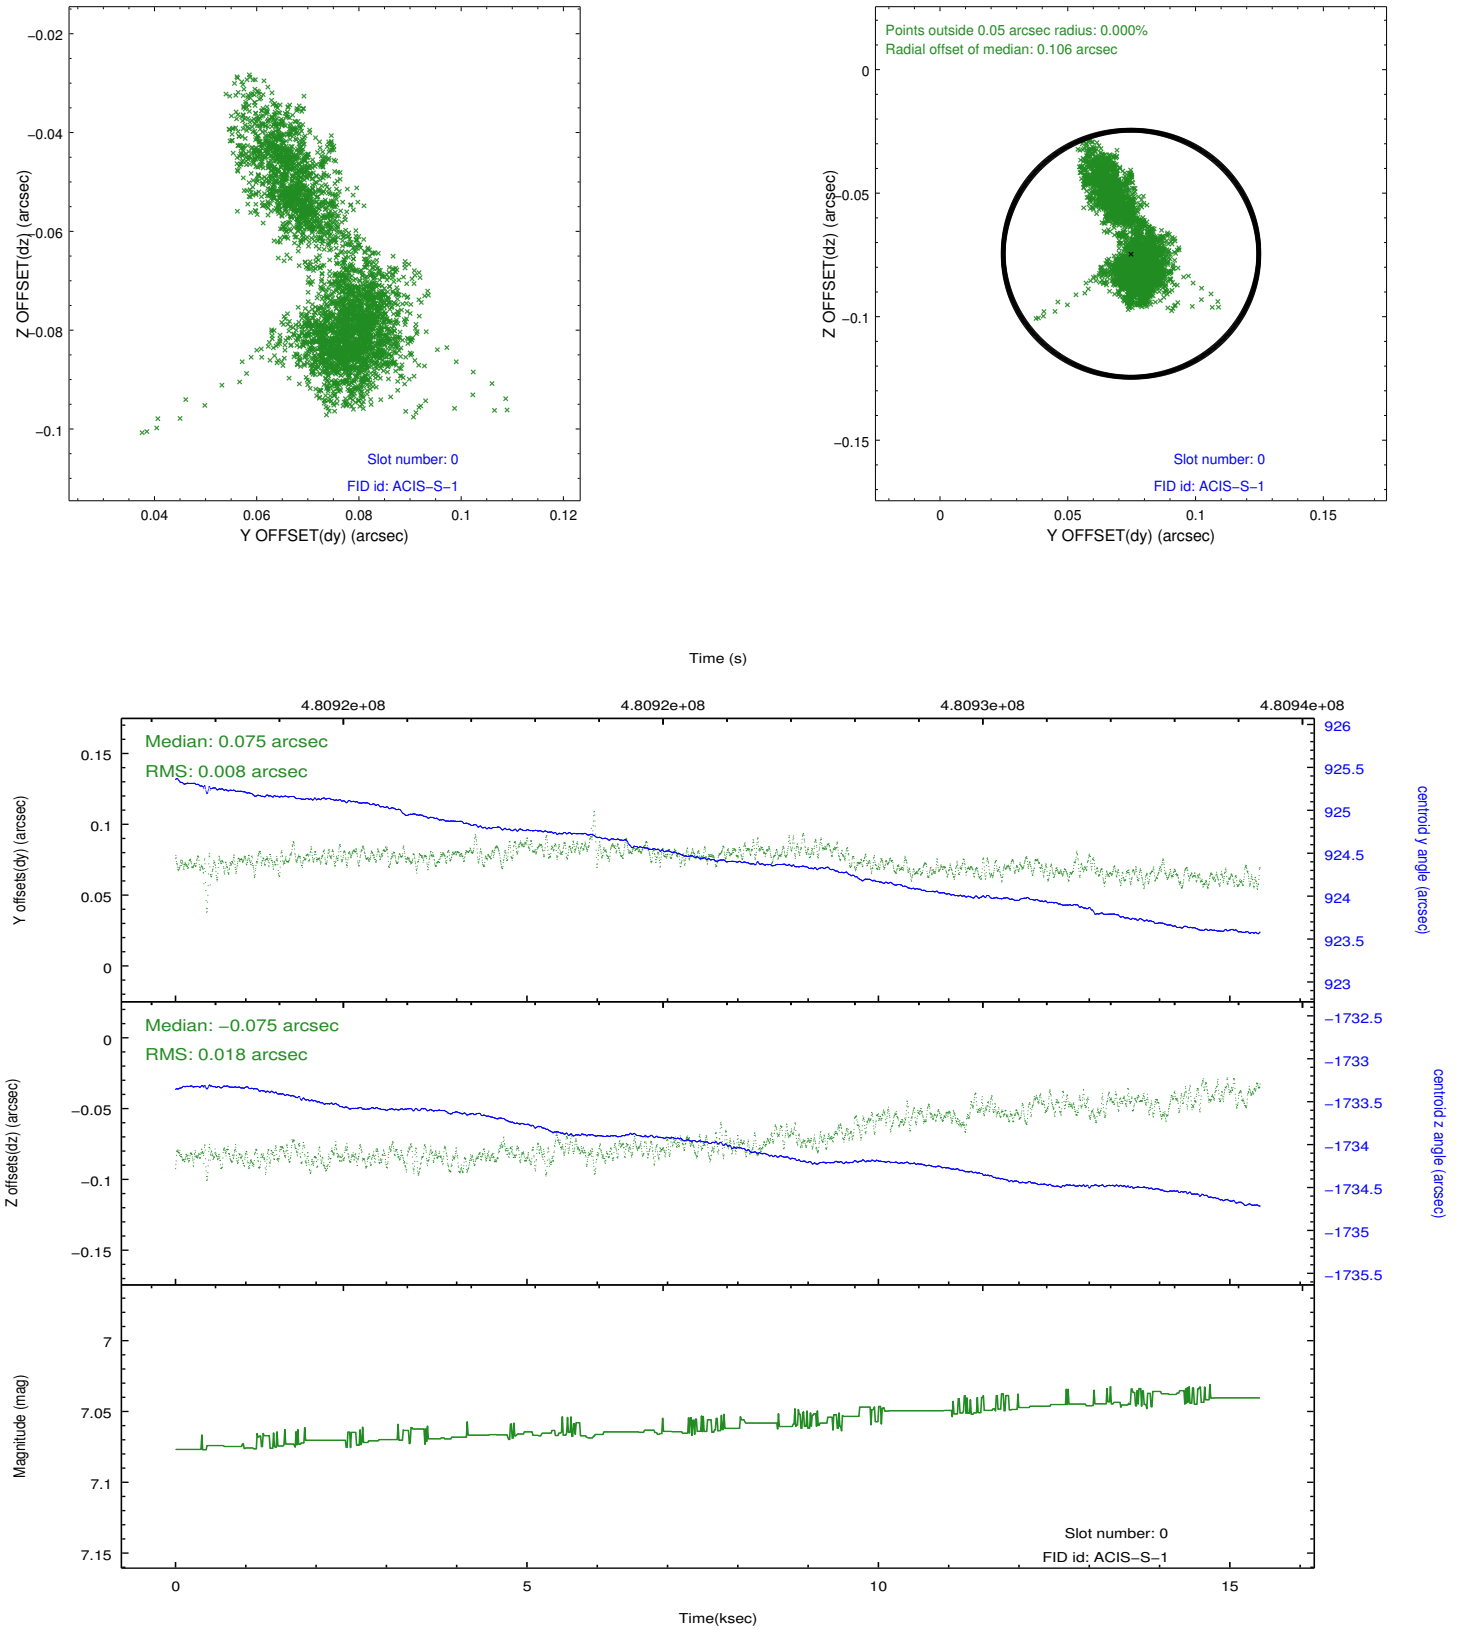 −0.02
−0.04
−0.06
−0.08
−0.1
Z OFFSET(dz) (arcsec)
Slot number: 0
FID id: ACIS−S−1
0.04 0.06 0.08 0.1 0.12
Y OFFSET(dy) (arcsec)
Points outside 0.05 arcsec radius: 0.000%
Radial offset of median: 0.106 arcsec
0
−0.05
−0.1
−0.15
Z OFFSET(dz) (arcsec)
Slot number: 0
FID id: ACIS−S−1
0 0.05 0.1 0.15
Y OFFSET(dy) (arcsec)
Time (s)
4.8092e+08 4.8092e+08 4.8093e+08 4.8094e+08
Median: 0.075 arcsec
RMS: 0.008 arcsec
0.15
0.1
0.05
0
Y offsets(dy) (arcsec)
926
925.5
925
924.5
924
923.5
923
centroid y angle (arcsec)
Median: −0.075 arcsec
RMS: 0.018 arcsec
0
−0.05
−0.1
−0.15
Z offsets(dz) (arcsec)
−1732.5
−1733
−1733.5
−1734
−1734.5
−1735
−1735.5
centroid z angle (arcsec)
7
7.05
7.1
7.15
Magnitude (mag)
Slot number: 0
FID id: ACIS−S−1
0 5 10 15
Time(ksec)